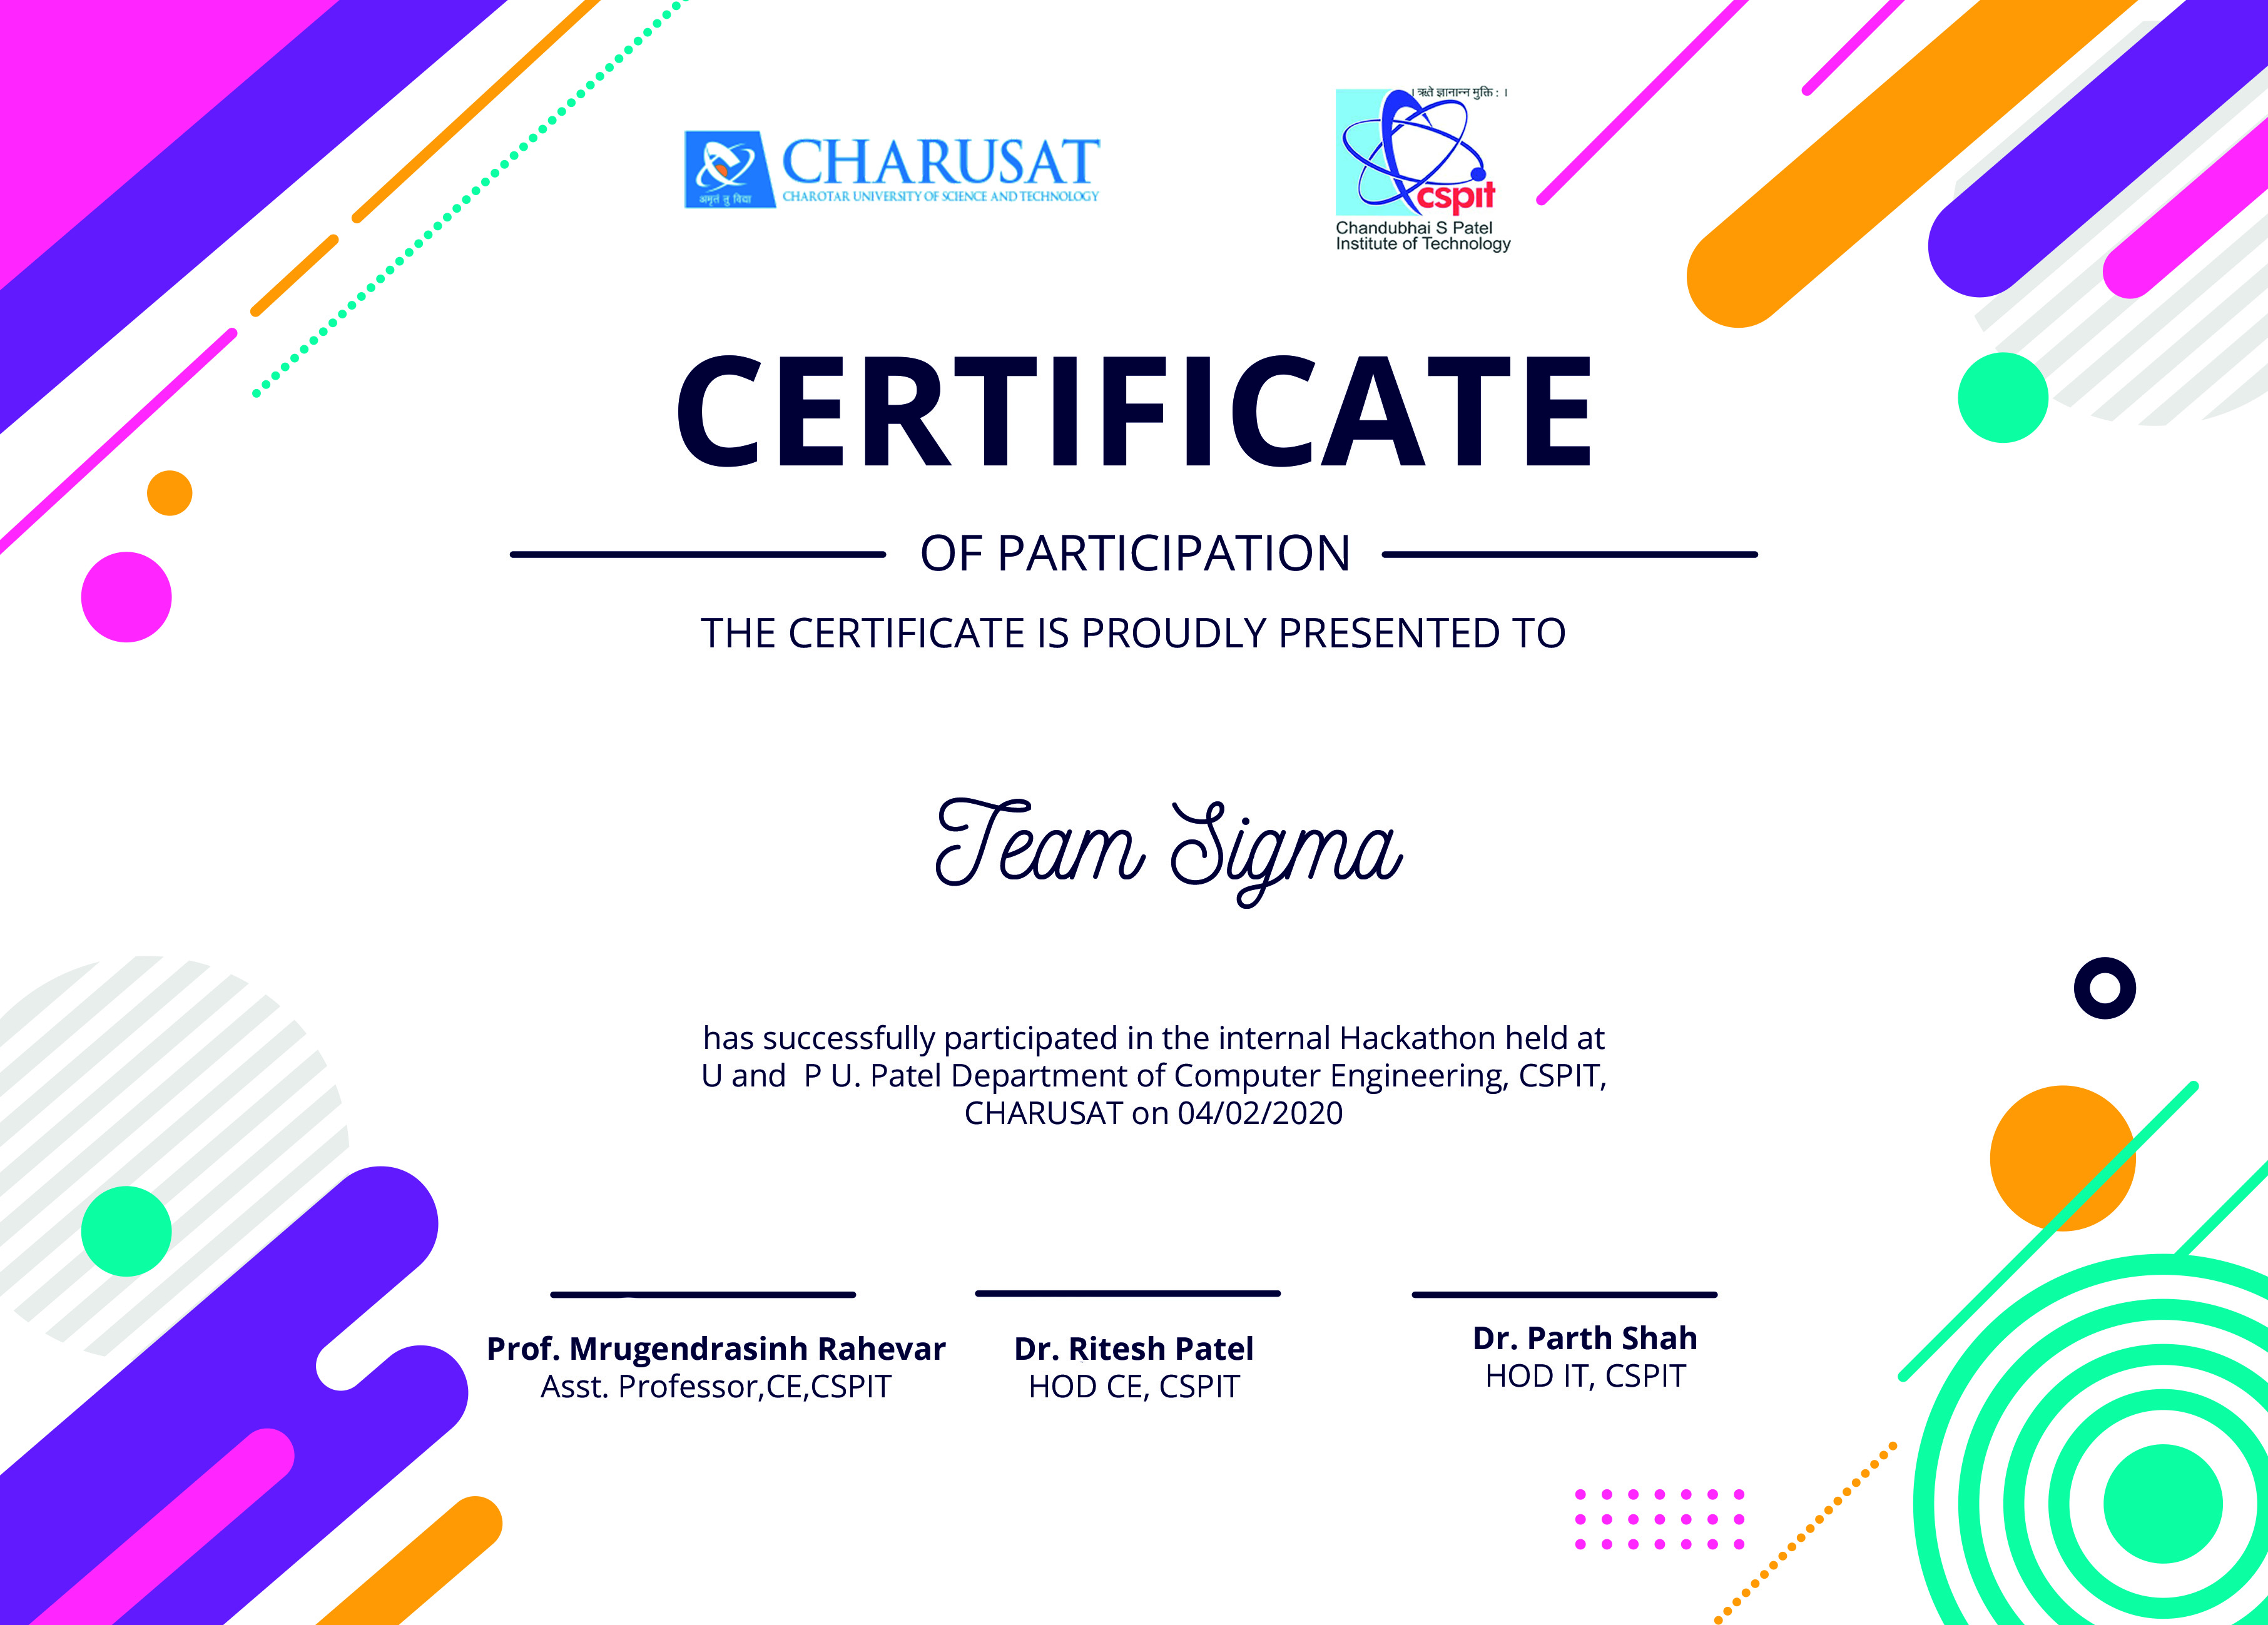 CHARUSAT
CHAROTAR UNIVERSITY OF SCIENCE AND TECHNOLOGY
अमृतं तु विद्या
। ऋते ज्ञानान्न मुक्ति : ।
cspit
Chandubhai S Patel
Institute of Technology
CERTIFICATE
OF PARTICIPATION
THE CERTIFICATE IS PROUDLY PRESENTED TO
Team Sigma
has successfully participated in the internal Hackathon held at
U and P U. Patel Department of Computer Engineering, CSPIT,
CHARUSAT on 04/02/2020
Prof. Mrugendrasinh Rahevar
Asst. Professor,CE,CSPIT
Dr. Ritesh Patel
HOD CE, CSPIT
Dr. Parth Shah
HOD IT, CSPIT